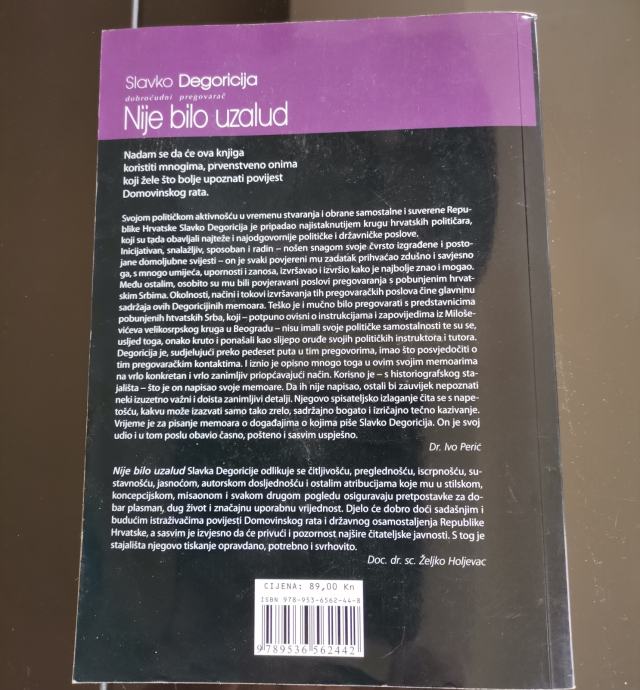 Slavko Degoricija
dobroćudni pregovarač
Nije bilo uzalud
Nadam se da će ova knjiga
koristiti mnogima, prvenstveno onima
koji žele što bolje upoznati povijest
Domovinskog rata.
Svojom političkom aktivnošću u vremenu stvaranja i obrane samostalne i suverene Repu-
blike Hrvatske Slavko Degoricija je pripadao najistaknutijem krugu hrvatskih političara,
koji su tada obavljali najteže i najodgovornije političke i državničke poslove.
Inicijativan, snalažljiv, sposoban i radin – nošen snagom svoje čvrsto izgrađene i posto-
jane domoljubne svijesti – on je svaki povjereni mu zadatak prihvaćao zdušno i savjesno
ga, s mnogo umijeća, upornosti i zanosa, izvršavao i izvršio kako je najbolje znao i mogao.
Među ostalim, osobito su mu bili povjeravani poslovi pregovaranja s pobunjenim hrvat-
skim Srbima. Okolnosti, načini i tokovi izvršavanja tih pregovaračkih poslova čine glavninu
sadržaja ovih Degoricijinih memoara. Teško je i mučno bilo pregovarati s predstavnicima
pobunjenih htvatskih Srba, koji – potpuno ovisni o instrukcijama i zapovijedima iz Miloše-
vićeva velikosrpskog kruga u Beogradu – nisu imali svoje političke samostalnosti te su se,
usljed toga, onako kruto i ponašali kao slijepo oruđe svojih političkih instruktora i tutora.
Degoricija je, sudjelujući preko pedeset puta u tim pregovorima, imao što posvjedočiti o
tim pregovaračkim kontaktima. I iznio je opisno mnogo toga u ovim svojim memoarima
na vrlo konkretan i vrlo zanimljiv priopćavajući način. Korisno je – s historiografskog sta-
jališta – što je on napisao svoje memoare. Da ih nije napisao, ostali bi zauvijek nepoznati
neki izuzetno važni i doista zanimljivi detalji. Njegovo spisateljsko izlaganje čita se s nape-
tošću, kakvu može izazvati samo tako zrelo, sadržajno bogato i izričajno tečno kazivanje.
Vrijeme je za pisanje memoara o događajima o kojima piše Slavko Degoricija. On je svoj
udio i u tom poslu obavio časno, pošteno i sasvim uspješno.
Dr. Ivo Perić
Nije bilo uzalud Slavka Degoricije odlikuje se čitljivošću, preglednošću, iscrpnošću, su-
stavnošću, jasnoćom, autorskom dosljednošću i ostalim atribucijama koje mu u stilskom,
koncepcijskom, misaonom i svakom drugom pogledu osiguravaju pretpostavke za do-
bar plasman, dug život i značajnu uporabnu vrijednost. Djelo će dobro doći sadašnjim i
budućim istraživačima povijesti Domovinskog rata i državnog osamostaljenja Republike
Hrvatske, a sasvim je izvjesno da će privući i pozornost najšire čitateljske javnosti. S tog je
stajališta njegovo tiskanje opravdano, potrebno i svrhovito.
Doc. dr. sc. Željko Holjevac
CIJENA: 89,00 Kn
ISBN 978-953-6562-44-8
9 789536 562442